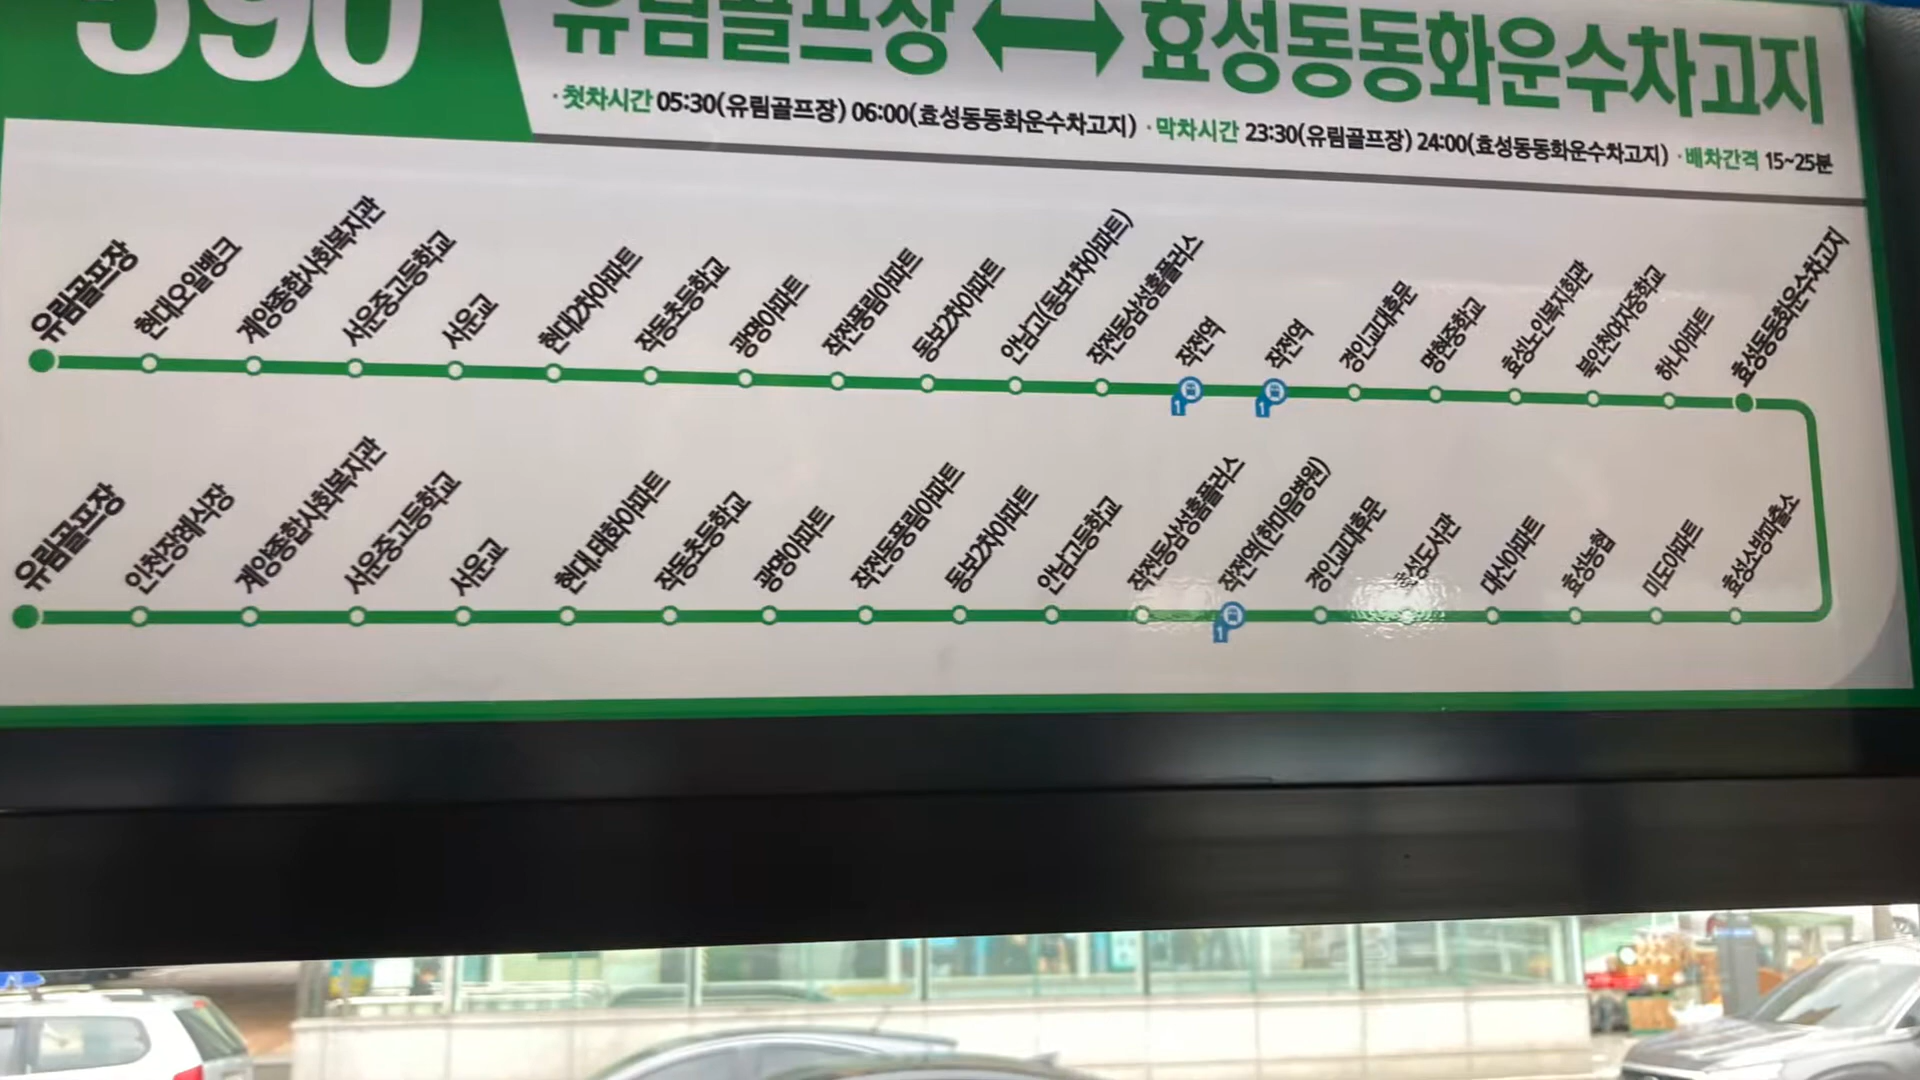 590
유림골프장 ↔ 효성동동화운수차고지
·첫차시간 05:30(유림골프장) 06:00(효성동동화운수차고지) ·막차시간 23:30(유림골프장) 24:00(효성동동화운수차고지) ·배차간격 15~25분
유림골프장
현대오일뱅크
계양종합사회복지관
서운중고등학교
서운교
현대2차아파트
작동초등학교
광명아파트
작전풍림아파트
동보2차아파트
안남고(동보1차아파트)
작전동삼성홈플러스
작전역
1
작전역
1
경인교대후문
명현중학교
효성노인복지회관
북인천여자중학교
하나아파트
효성동동화운수차고지
유림골프장
인천장례식장
계양종합사회복지관
서운중고등학교
서운교
현대.태화아파트
작동초등학교
광명아파트
작전동풍림아파트
동보2차아파트
안남고등학교
작전동삼성홈플러스
작전역(한마음병원)
1
경인교대후문
효성도서관
대신아파트
효성농협
미도아파트
효성소방파출소